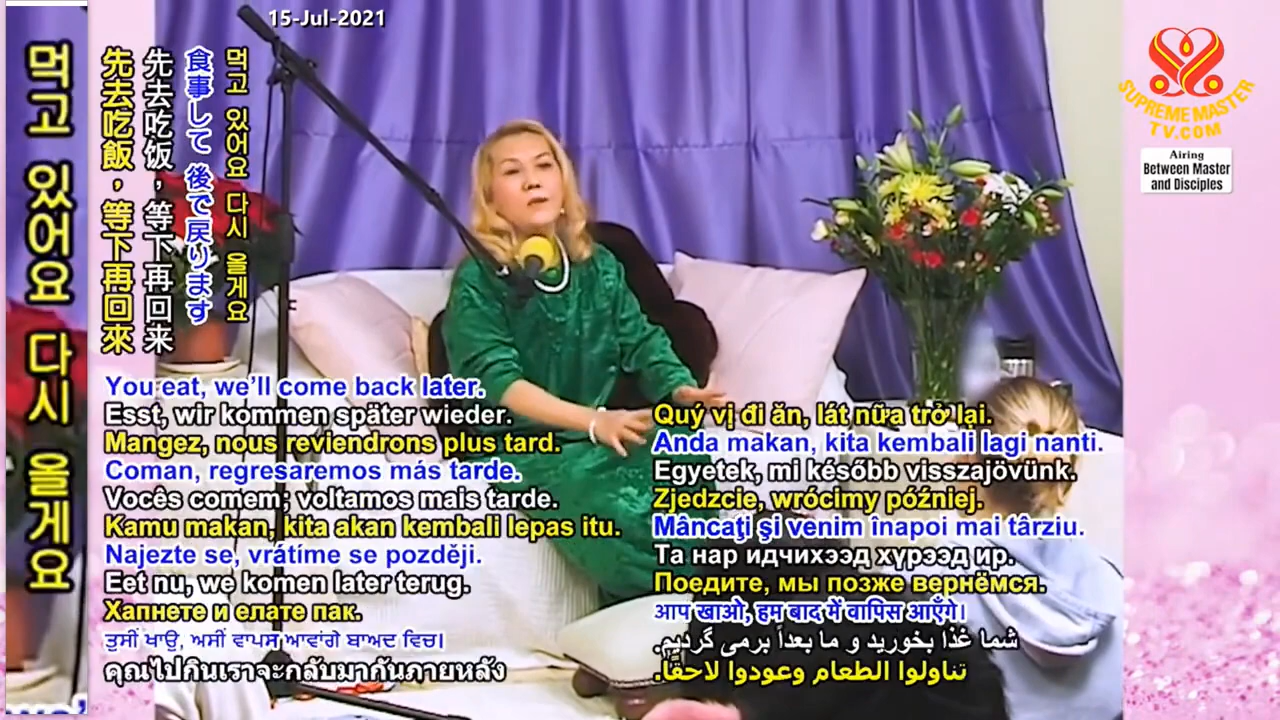 15-Jul-2021
먹고 있어요 다시 올게요
先去吃飯，等下再回來
先去吃饭，等下再回来
食事して 後で戻ります
먹고 있어요 다시 올게요
SUPREME MASTER
TV.COM
Airing
Between Master
and Disciples
You eat, we’ll come back later.
Esst, wir kommen später wieder.
Mangez, nous reviendrons plus tard.
Coman, regresaremos más tarde.
Vocês comem; voltamos mais tarde.
Kamu makan, kita akan kembali lepas itu.
Najezte se, vrátíme se později.
Eet nu, we komen later terug.
Хапнете и елате пак.
ਤੁਸੀਂ ਖਾਉ, ਅਸੀਂ ਵਾਪਸ ਆਵਾਂਗੇ ਬਾਅਦ ਵਿਚ।
คุณไปกินเราจะกลับมากันภายหลัง
Quý vị đi ăn, lát nữa trở lại.
Anda makan, kita kembali lagi nanti.
Egyetek, mi később visszajövünk.
Zjedzcie, wrócimy później.
Mâncaţi şi venim înapoi mai târziu.
Та нар идчихээд хүрээд ир.
Поедите, мы позже вернёмся.
आप खाओ, हम बाद में वापिस आएँगे।
شما غذا بخورید و ما بعداً برمی گردیم.
تناولوا الطعام وعودوا لاحقًا.